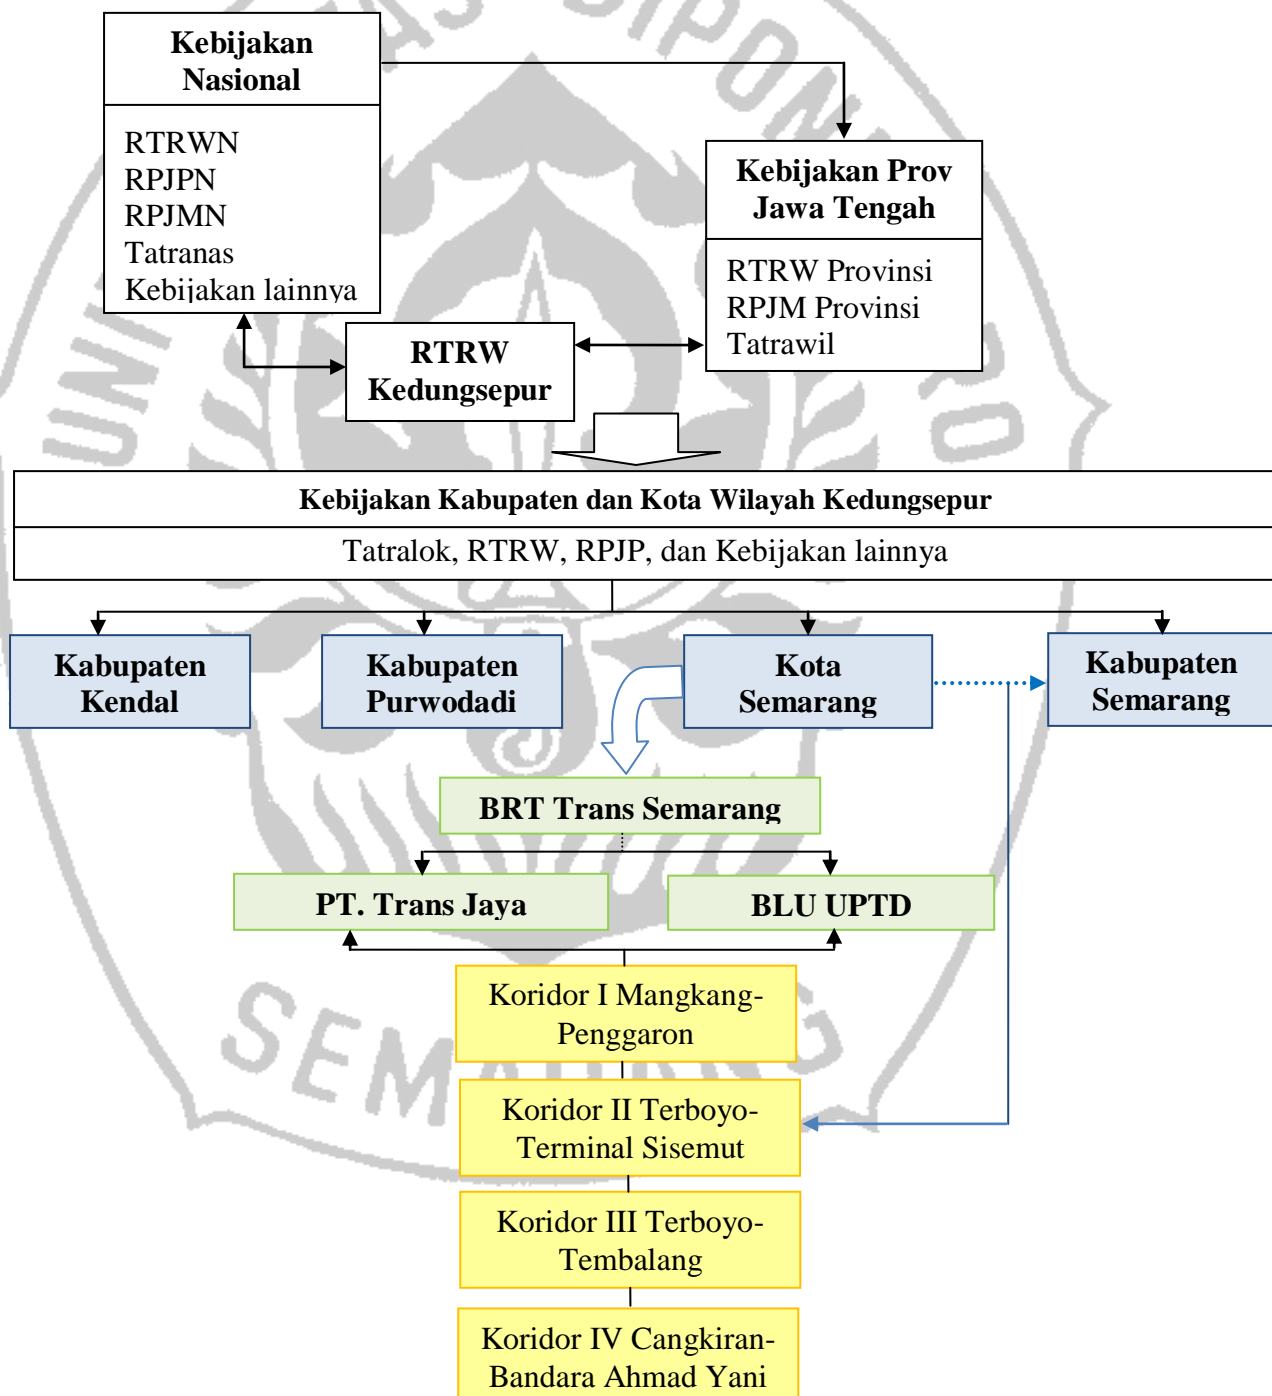 Kebijakan
Nasional
RTRWN
RPJPN
RPJMN
Tatranas
Kebijakan lainnya
Kebijakan Prov
Jawa Tengah
RTRW Provinsi
RPJM Provinsi
Tatrawil
RTRW
Kedungsepur
Kebijakan Kabupaten dan Kota Wilayah Kedungsepur
Tatralok, RTRW, RPJP, dan Kebijakan lainnya
Kabupaten
Kendal
Kabupaten
Purwodadi
Kota
Semarang
Kabupaten
Semarang
BRT Trans Semarang
PT. Trans Jaya
BLU UPTD
Koridor I Mangkang-
Penggaron
Koridor II Terboyo-
Terminal Sisemut
Koridor III Terboyo-
Tembalang
Koridor IV Cangkiran-
Bandara Ahmad Yani
SEMARANG